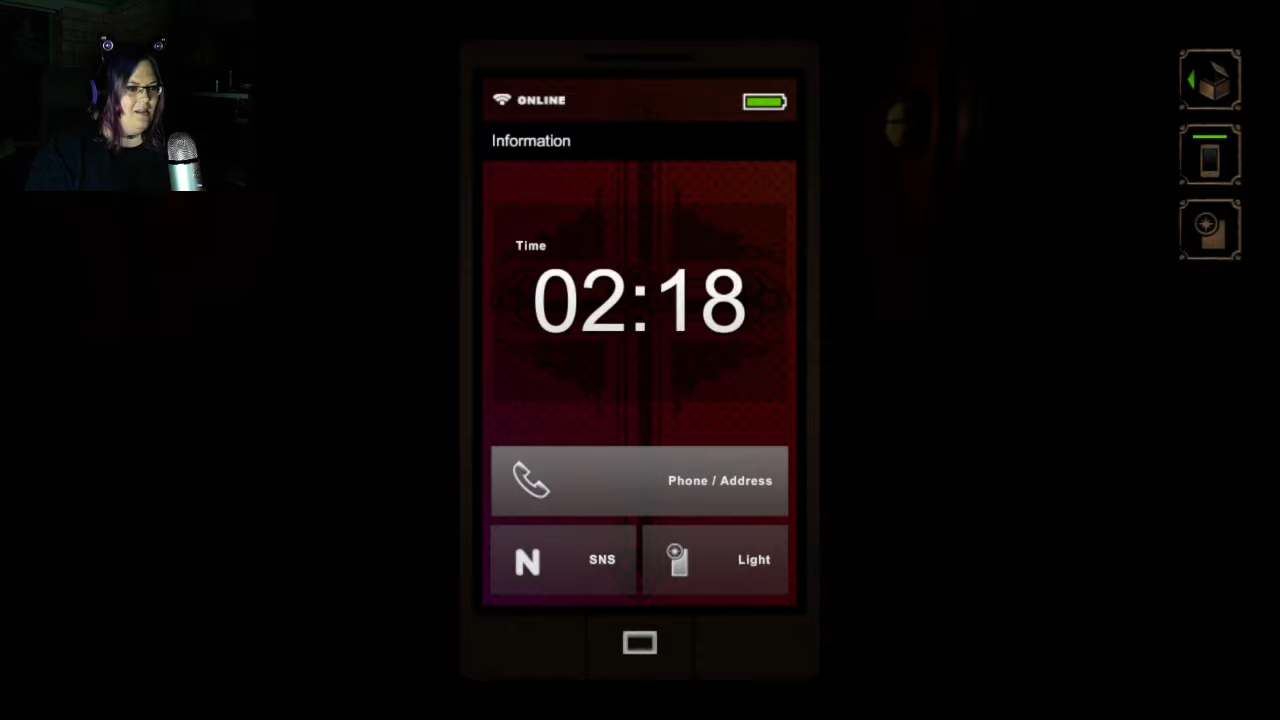 ONLINE
Information
Time
02:18
Phone / Address
N SNS
Light